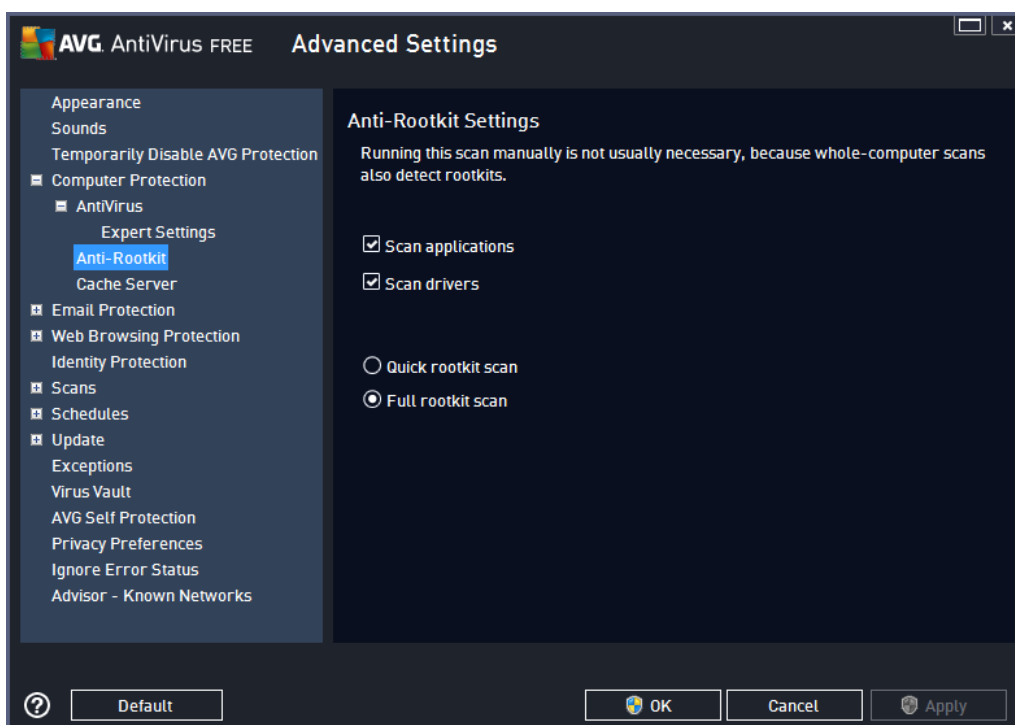 AVG. AntiVirus FREE Advanced Settings
Appearance
Sounds
Temporarily Disable AVG Protection
Computer Protection
AntiVirus
Expert Settings
Anti-Rootkit
Cache Server
Email Protection
Web Browsing Protection
Identity Protection
Scans
Schedules
Update
Exceptions
Virus Vault
AVG Self Protection
Privacy Preferences
Ignore Error Status
Advisor - Known Networks
Anti-Rootkit Settings
Running this scan manually is not usually necessary, because whole-computer scans
also detect rootkits.
Scan applications
Scan drivers
Quick rootkit scan
Full rootkit scan
? Default OK Cancel Apply